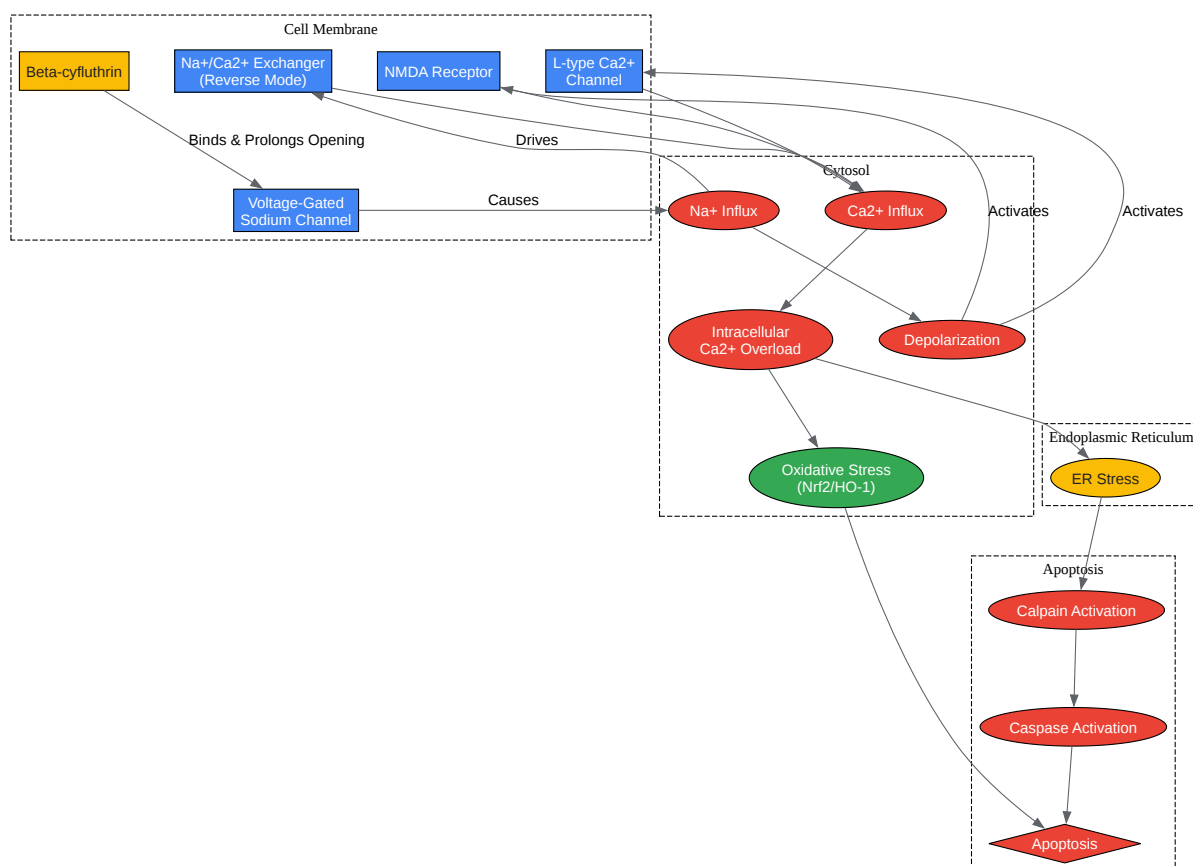 Cell Membrane
Beta-cyfluthrin
Na+/Ca2+ Exchanger
(Reverse Mode)
NMDA Receptor
L-type Ca2+
Channel
Binds & Prolongs Opening
Drives
Cytosol
Voltage-Gated
Sodium Channel
Causes
Na+ Influx
Ca2+ Influx
Activates
Activates
Intracellular
Ca2+ Overload
Depolarization
Endoplasmic Reticulum
Oxidative Stress
(Nrf2/HO-1)
ER Stress
Apoptosis
Calpain Activation
Caspase Activation
Apoptosis